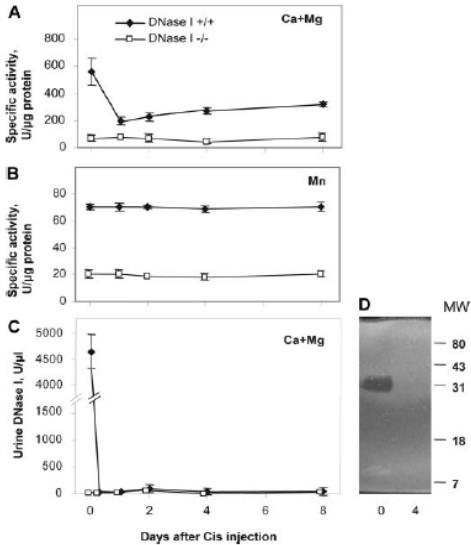 A
DNase I +/+
DNase I -/-
Ca+Mg
Specific activity,
U/µg protein
800
600
400
200
0
B
Mn
Specific activity,
U/µg protein
80
60
40
20
0
C
Ca+Mg
Urine DNase I, U/µl
5000
4500
4000
1500
1000
500
0
0 2 4 6 8
Days after Cis injection
D
MW
80
43
31
18
7
0 4